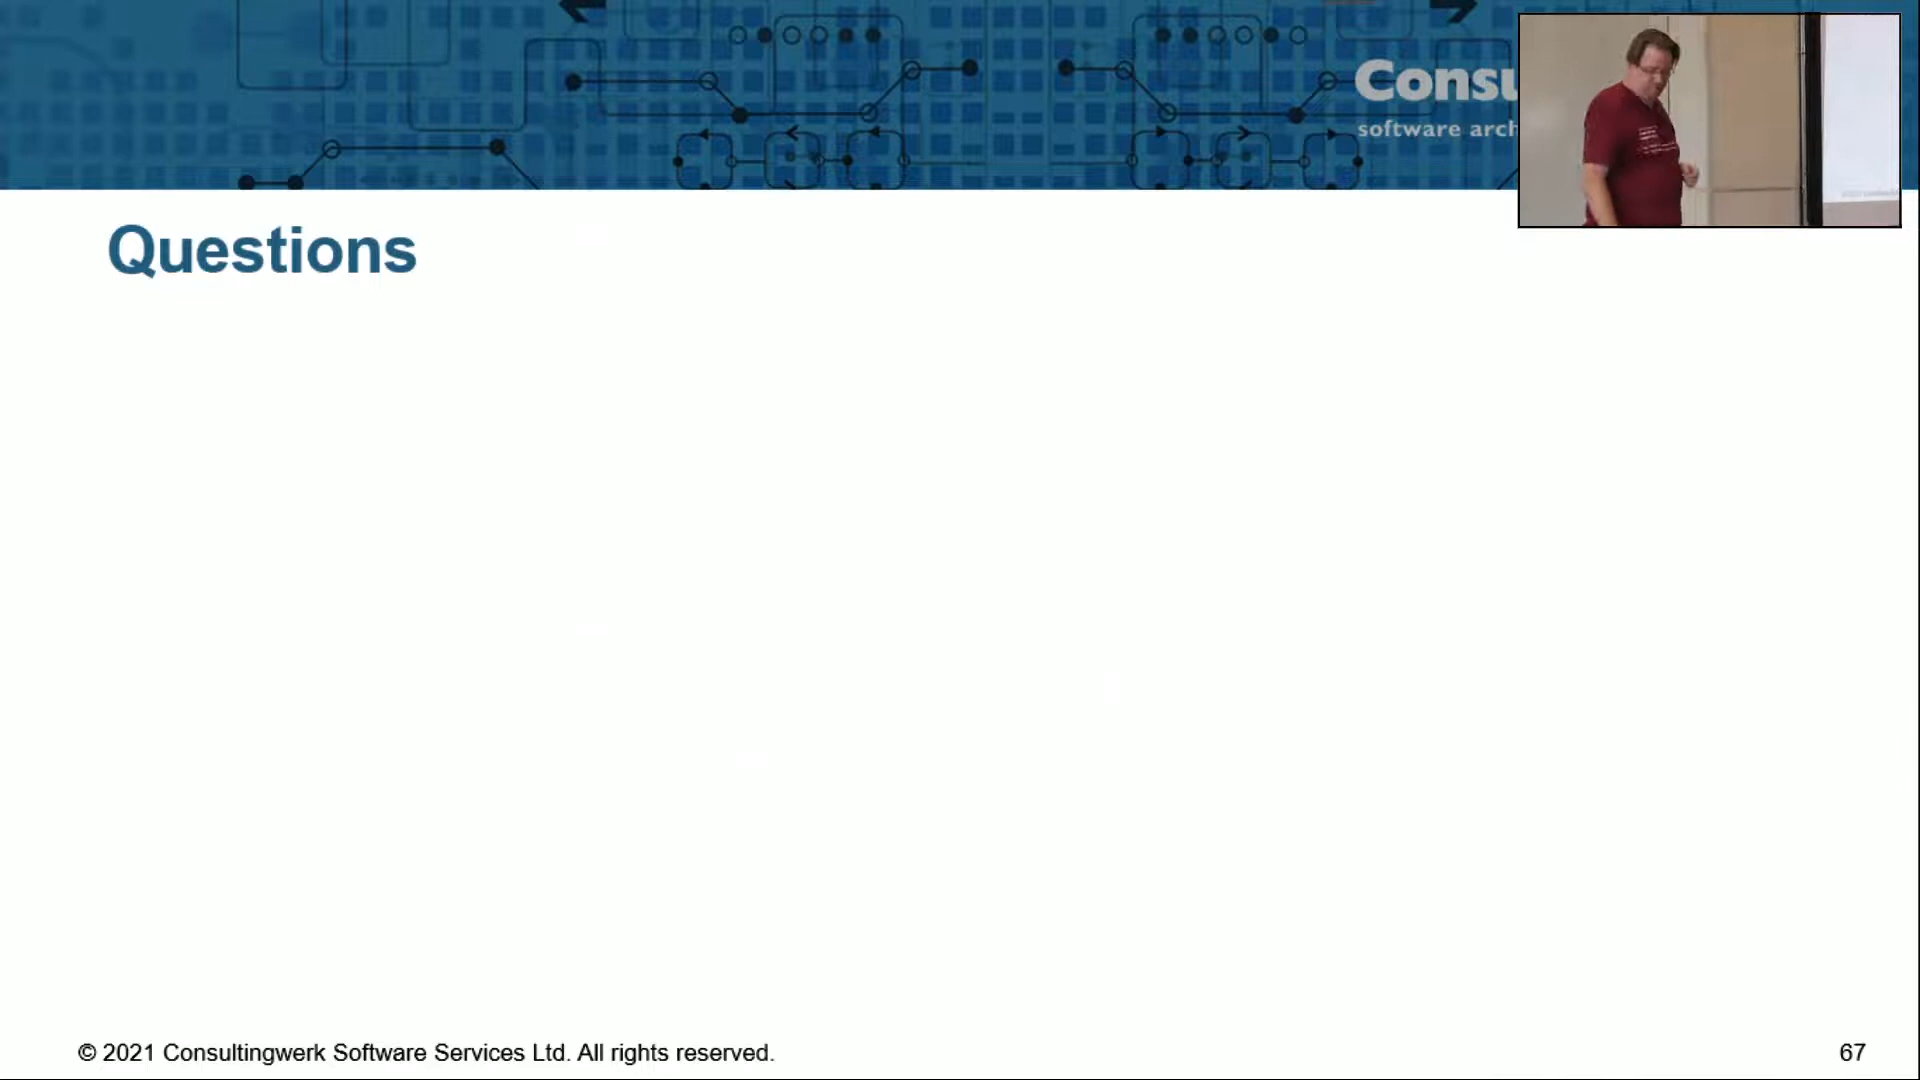 Consu
software arch
Questions
© 2021 Consultingwerk Software Services Ltd. All rights reserved.
67